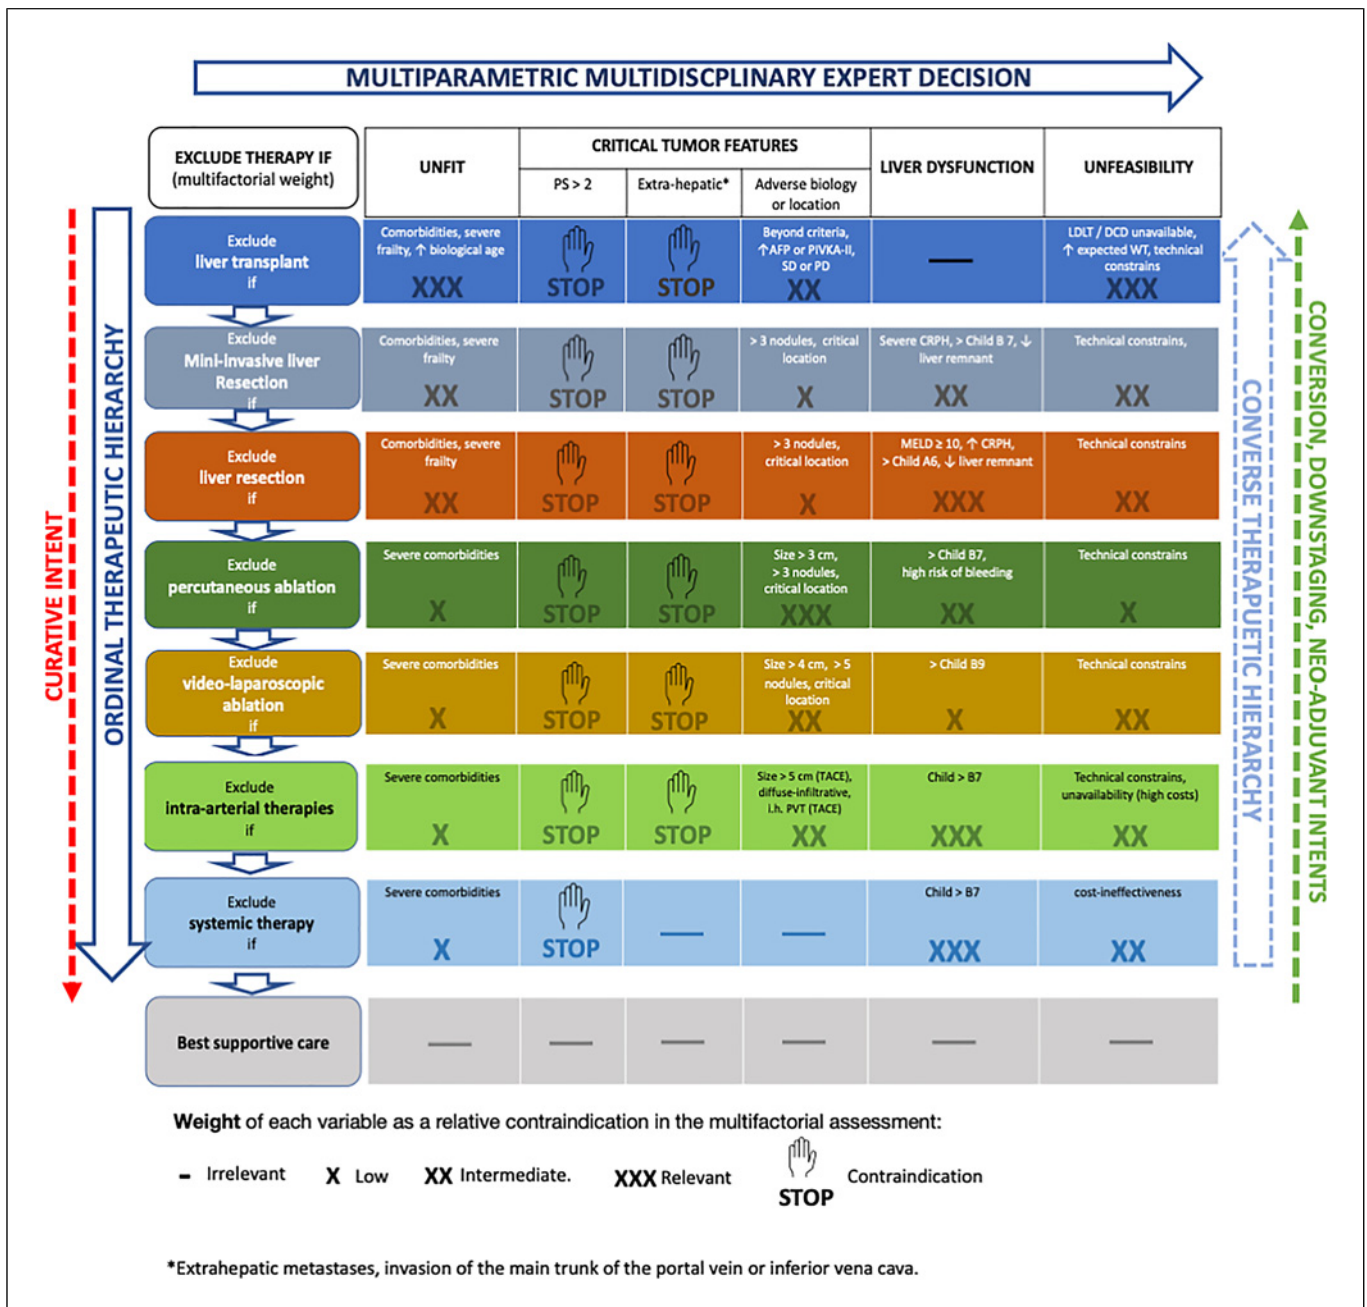 MULTIPARAMETRIC MULTIDISCPLINARY EXPERT DECISION
EXCLUDE THERAPY IF
(multifactorial weight)
UNFIT
CRITICAL TUMOR FEATURES
PS > 2
Extra-hepatic*
Adverse biology
or location
LIVER DYSFUNCTION
UNFEASIBILITY
Exclude
liver transplant
if
Comorbidities, severe
frailty, ↑ biological age
XXX
STOP
STOP
Beyond criteria,
↑AFP or PIVKA-II,
SD or PD
XX
—
LDLT / DCD unavailable,
↑ expected WT, technical
constrains
XXX
Exclude
Mini-invasive liver
Resection
if
Comorbidities, severe
frailty
XX
STOP
STOP
> 3 nodules, critical
location
X
Severe CRPH, > Child B 7, ↓
liver remnant
XX
Technical constrains,
XX
Exclude
liver resection
if
Comorbidities, severe
frailty
XX
STOP
STOP
> 3 nodules,
critical location
X
MELD ≥ 10, ↑ CRPH,
> Child A6, ↓ liver remnant
XXX
Technical constrains
XX
Exclude
percutaneous ablation
if
Severe comorbidities
X
STOP
STOP
Size > 3 cm,
> 3 nodules,
critical location
XXX
> Child B7,
high risk of bleeding
XX
Technical constrains
X
Exclude
video-laparoscopic
ablation
if
Severe comorbidities
X
STOP
STOP
Size > 4 cm, > 5
nodules, critical
location
XX
> Child B9
X
Technical constrains
XX
Exclude
intra-arterial therapies
if
Severe comorbidities
X
STOP
STOP
Size > 5 cm (TACE),
diffuse-infiltrative,
i.h. PVT (TACE)
XX
Child > B7
XXX
Technical constrains,
unavailability (high costs)
XX
Exclude
systemic therapy
if
Severe comorbidities
X
STOP
—
—
Child > B7
XXX
cost-ineffectiveness
XX
Best supportive care
—
—
—
—
—
—
CURATIVE INTENT
ORDINAL THERAPEUTIC HIERARCHY
CONVERSE THERAPUETIC HIERARCHY
CONVERSION, DOWNSTAGING, NEO-ADJUVANT INTENTS
Weight of each variable as a relative contraindication in the multifactorial assessment:
– Irrelevant X Low XX Intermediate. XXX Relevant STOP Contraindication
*Extrahepatic metastases, invasion of the main trunk of the portal vein or inferior vena cava.